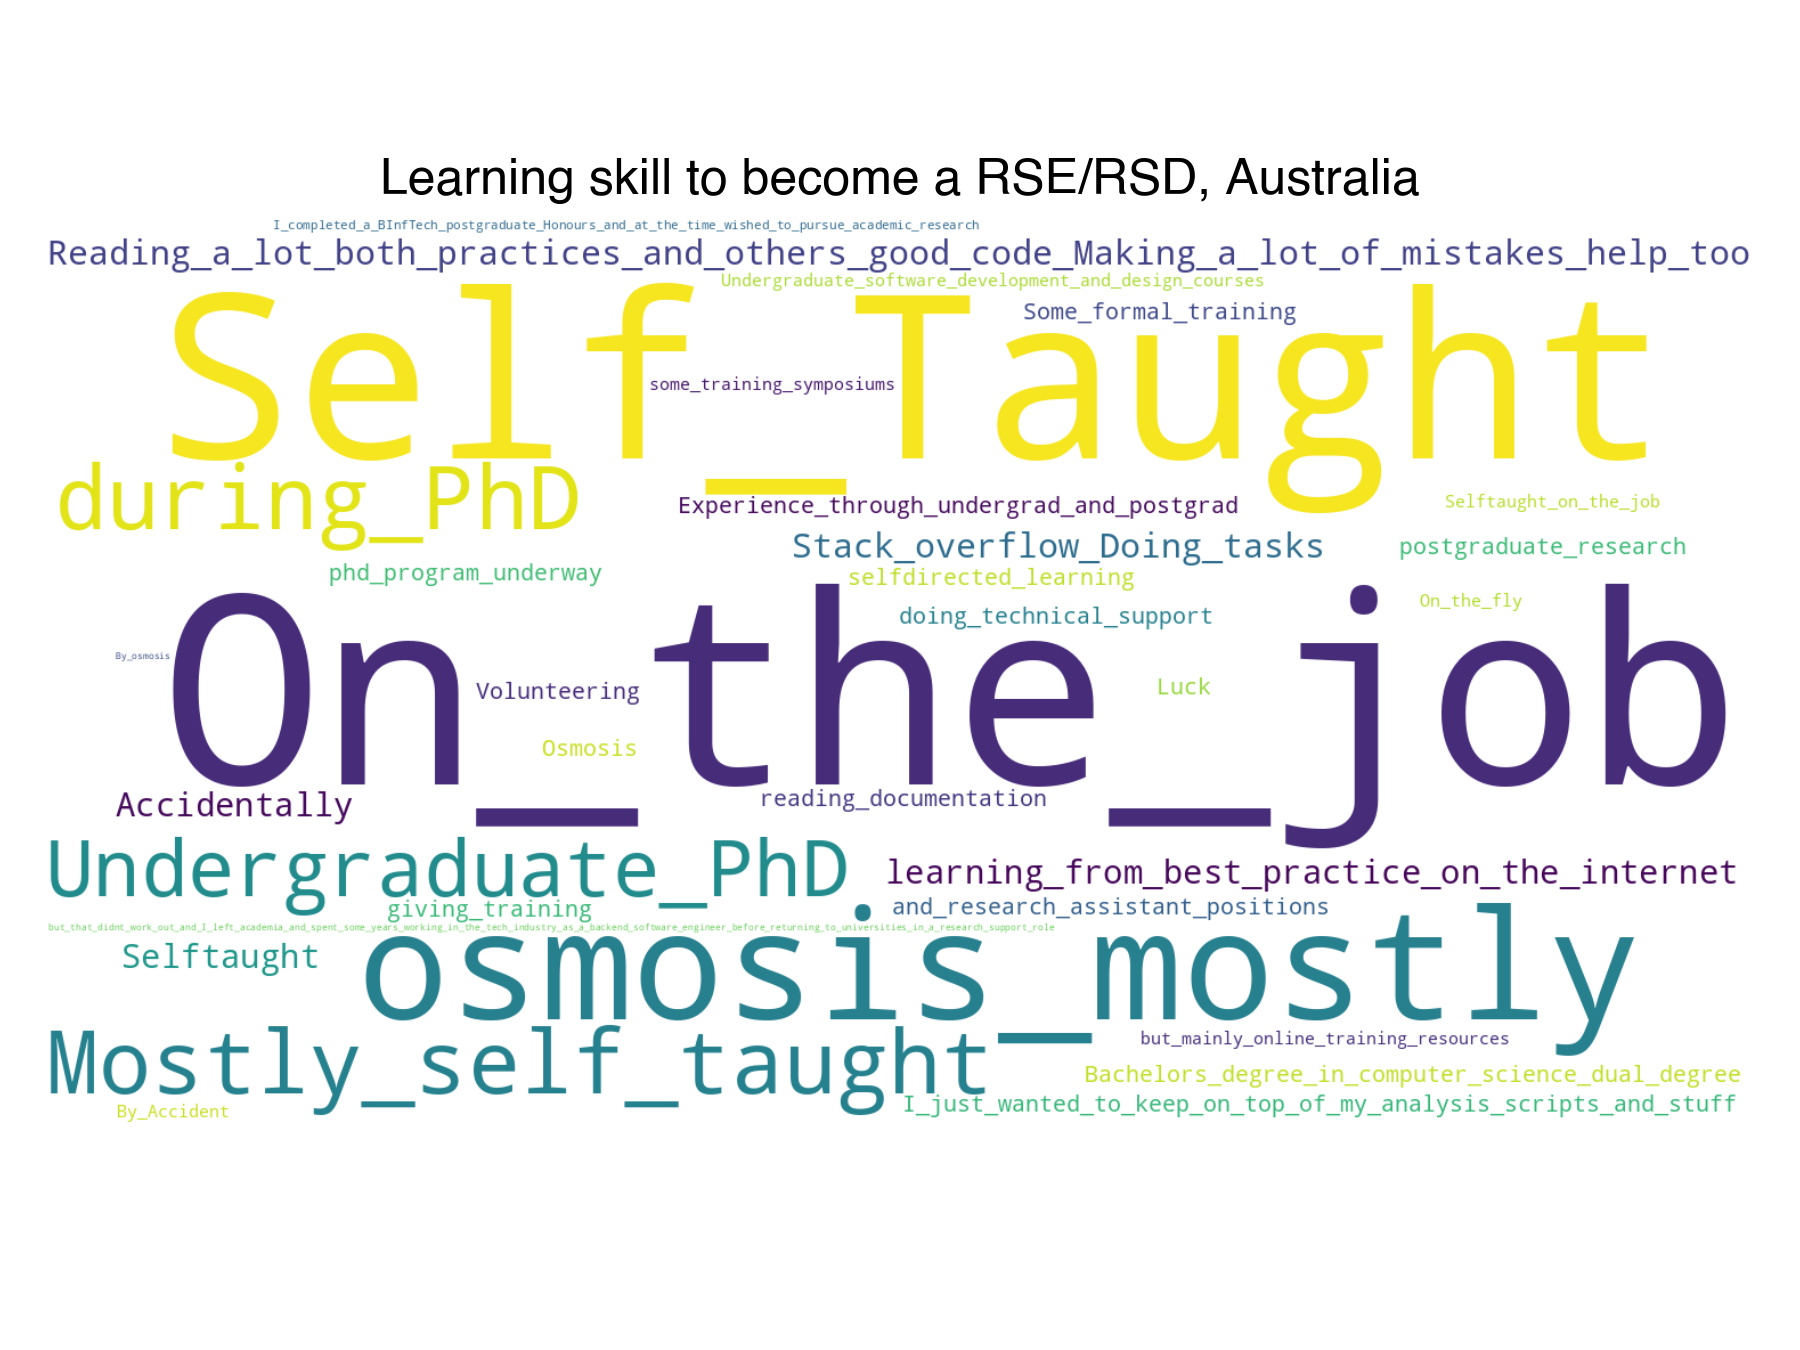 Learning skill to become a RSE/RSD, Australia
I_completed_a_BInfTech_postgraduate_Honours_and_at_the_time_wished_to_pursue_academic_research
Reading_a_lot_both_practices_and_others_good_code_Making_a_lot_of_mistakes_help_too
Undergraduate_software_development_and_design_courses
Some_formal_training
Self_Taught
some_training_symposiums
during_PhD
Experience_through_undergrad_and_postgrad
Selftaught_on_the_job
Stack_overflow_Doing_tasks
postgraduate_research
phd_program_underway
selfdirected_learning
On_the_fly
doing_technical_support
By_osmosis
On_the_job
Volunteering
Luck
Osmosis
Accidentally
reading_documentation
Undergraduate_PhD
learning_from_best_practice_on_the_internet
giving_training
and_research_assistant_positions
but_that_didnt_work_out_and_I_left_academia_and_spent_some_years_working_in_the_tech_industry_as_a_backend_software_engineer_before_returning_to_universities_in_a_research_support_role
Selftaught
osmosis_mostly
Mostly_self_taught
but_mainly_online_training_resources
Bachelors_degree_in_computer_science_dual_degree
By_Accident
I_just_wanted_to_keep_on_top_of_my_analysis_scripts_and_stuff